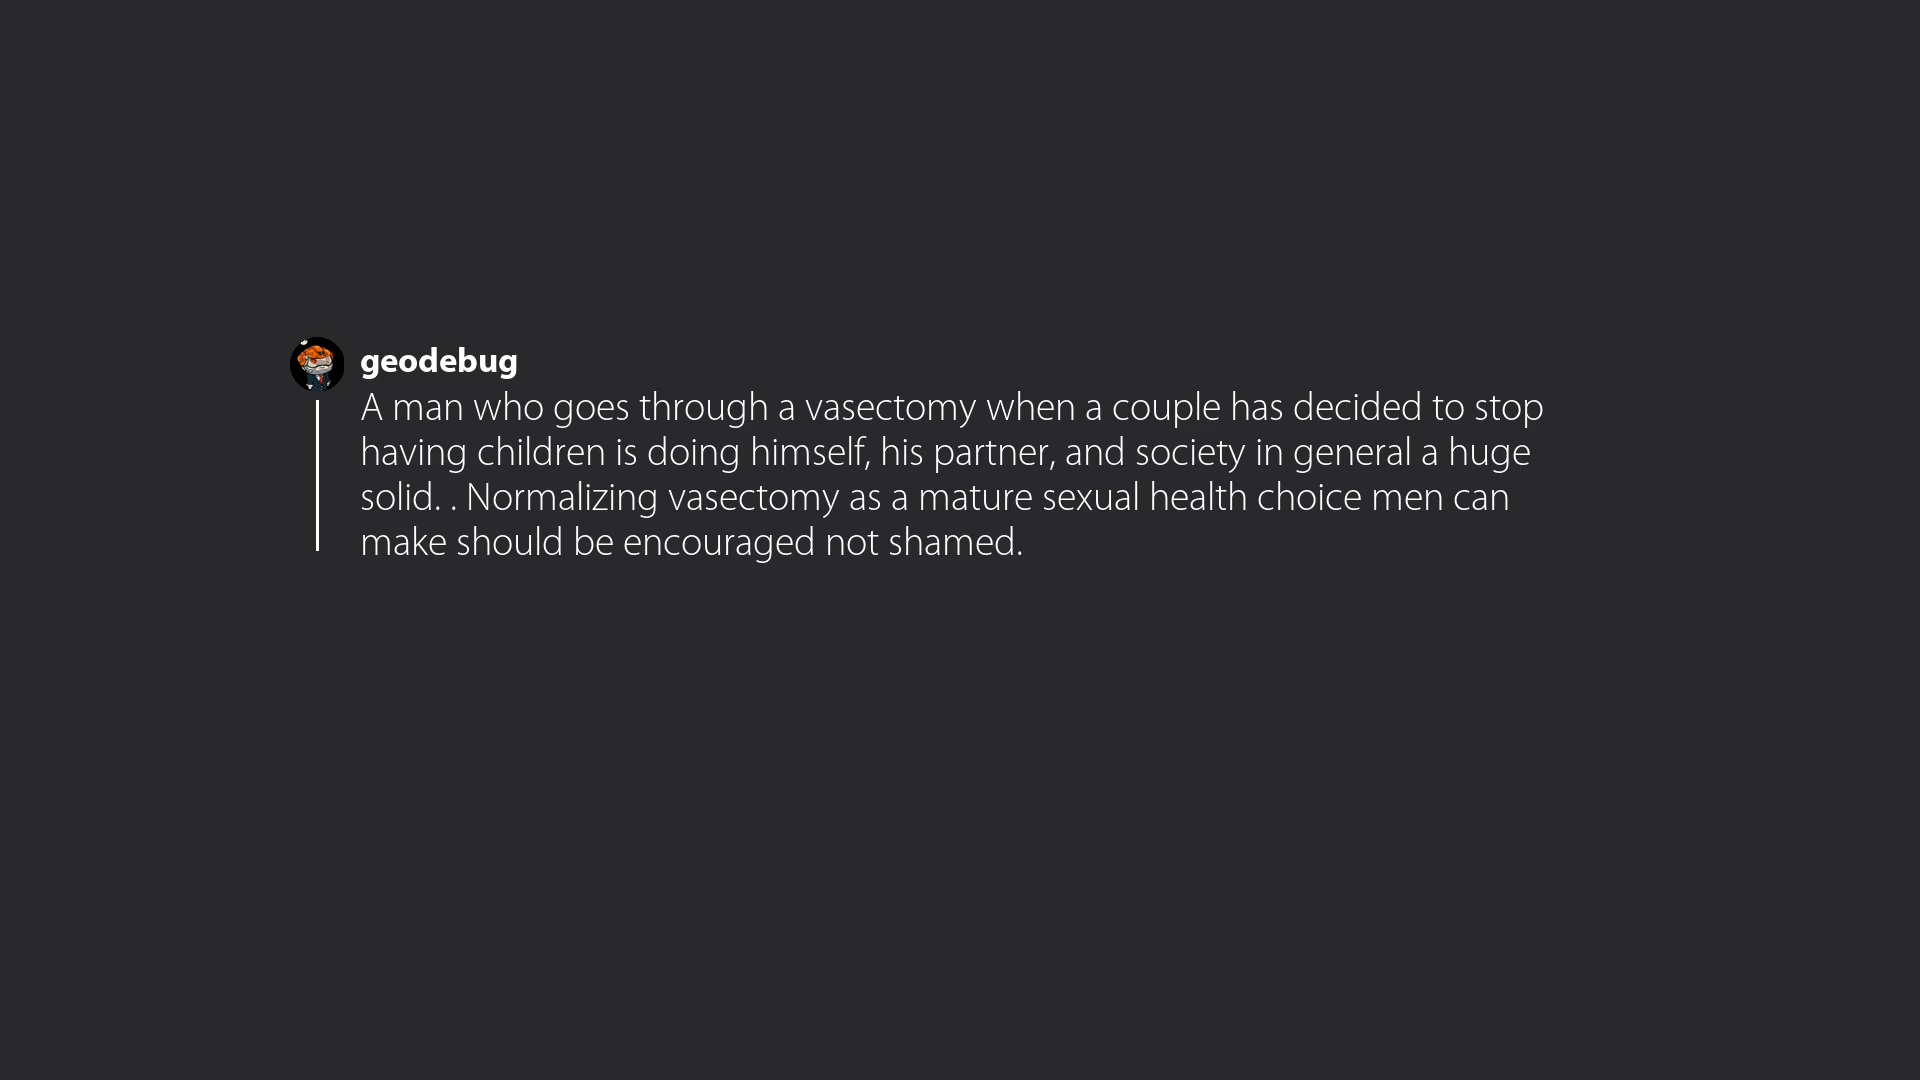 geodebug
A man who goes through a vasectomy when a couple has decided to stop
having children is doing himself, his partner, and society in general a huge
solid. . Normalizing vasectomy as a mature sexual health choice men can
make should be encouraged not shamed.